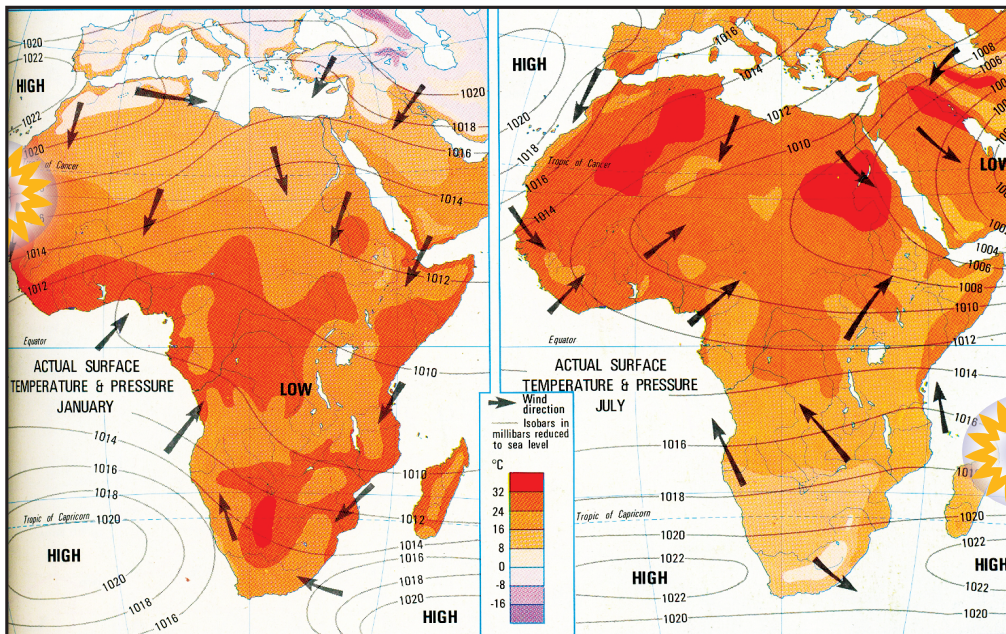 1020
1022
HIGH
1022
1020
of Cancer
1014
1012
1020
1018
1016
1014
1012
Equator
ACTUAL SURFACE
TEMPERATURE & PRESSURE
JANUARY
LOW
1010
1014
1016
1018
Tropic of Capricorn
1020
HIGH
1020
1018
1016
1010
1012
1014
1016
1018
1020
HIGH
Wind
direction
Isobars in
millibars reduced
to sea level
°C
32
24
16
8
0
-8
-16
1016
1014
HIGH
1020
1018
1016
1014
Tropic of Cancer
1012
1010
1008
1006
LOW
1004
1006
1008
1010
Equator
1012
ACTUAL SURFACE
TEMPERATURE & PRESSURE
JULY
1014
1016
1016
1018
Tropic of Capricorn
1020
1022
HIGH
1022
1020
1022
HIGH
1022
1020